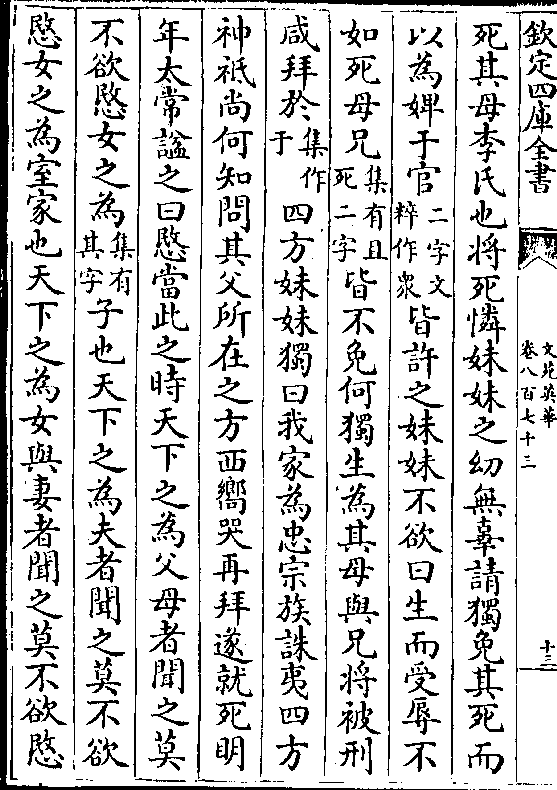 欽定四庫全書
文苑英華
卷八百七十三
十三
死其母李氏也將死憐妹妹之幼無辜請獨免其死而
以為婢于官二字文粹作衆皆許之妹妹不欲曰生而受辱不
如死母兄集有且死二字皆不免何獨生為其母與兄將被刑
咸拜於集作于四方妹妹獨曰我家為忠宗族誅夷四方
神祇尚何知問其父所在之方西嚮哭再拜遂就死明
年太常謚之曰愍當此之時天下之為父母者聞之莫
不欲愍女之為集有其字子也天下之為夫者聞之莫不欲
愍女之為室家也天下之為女與妻者聞之莫不欲愍